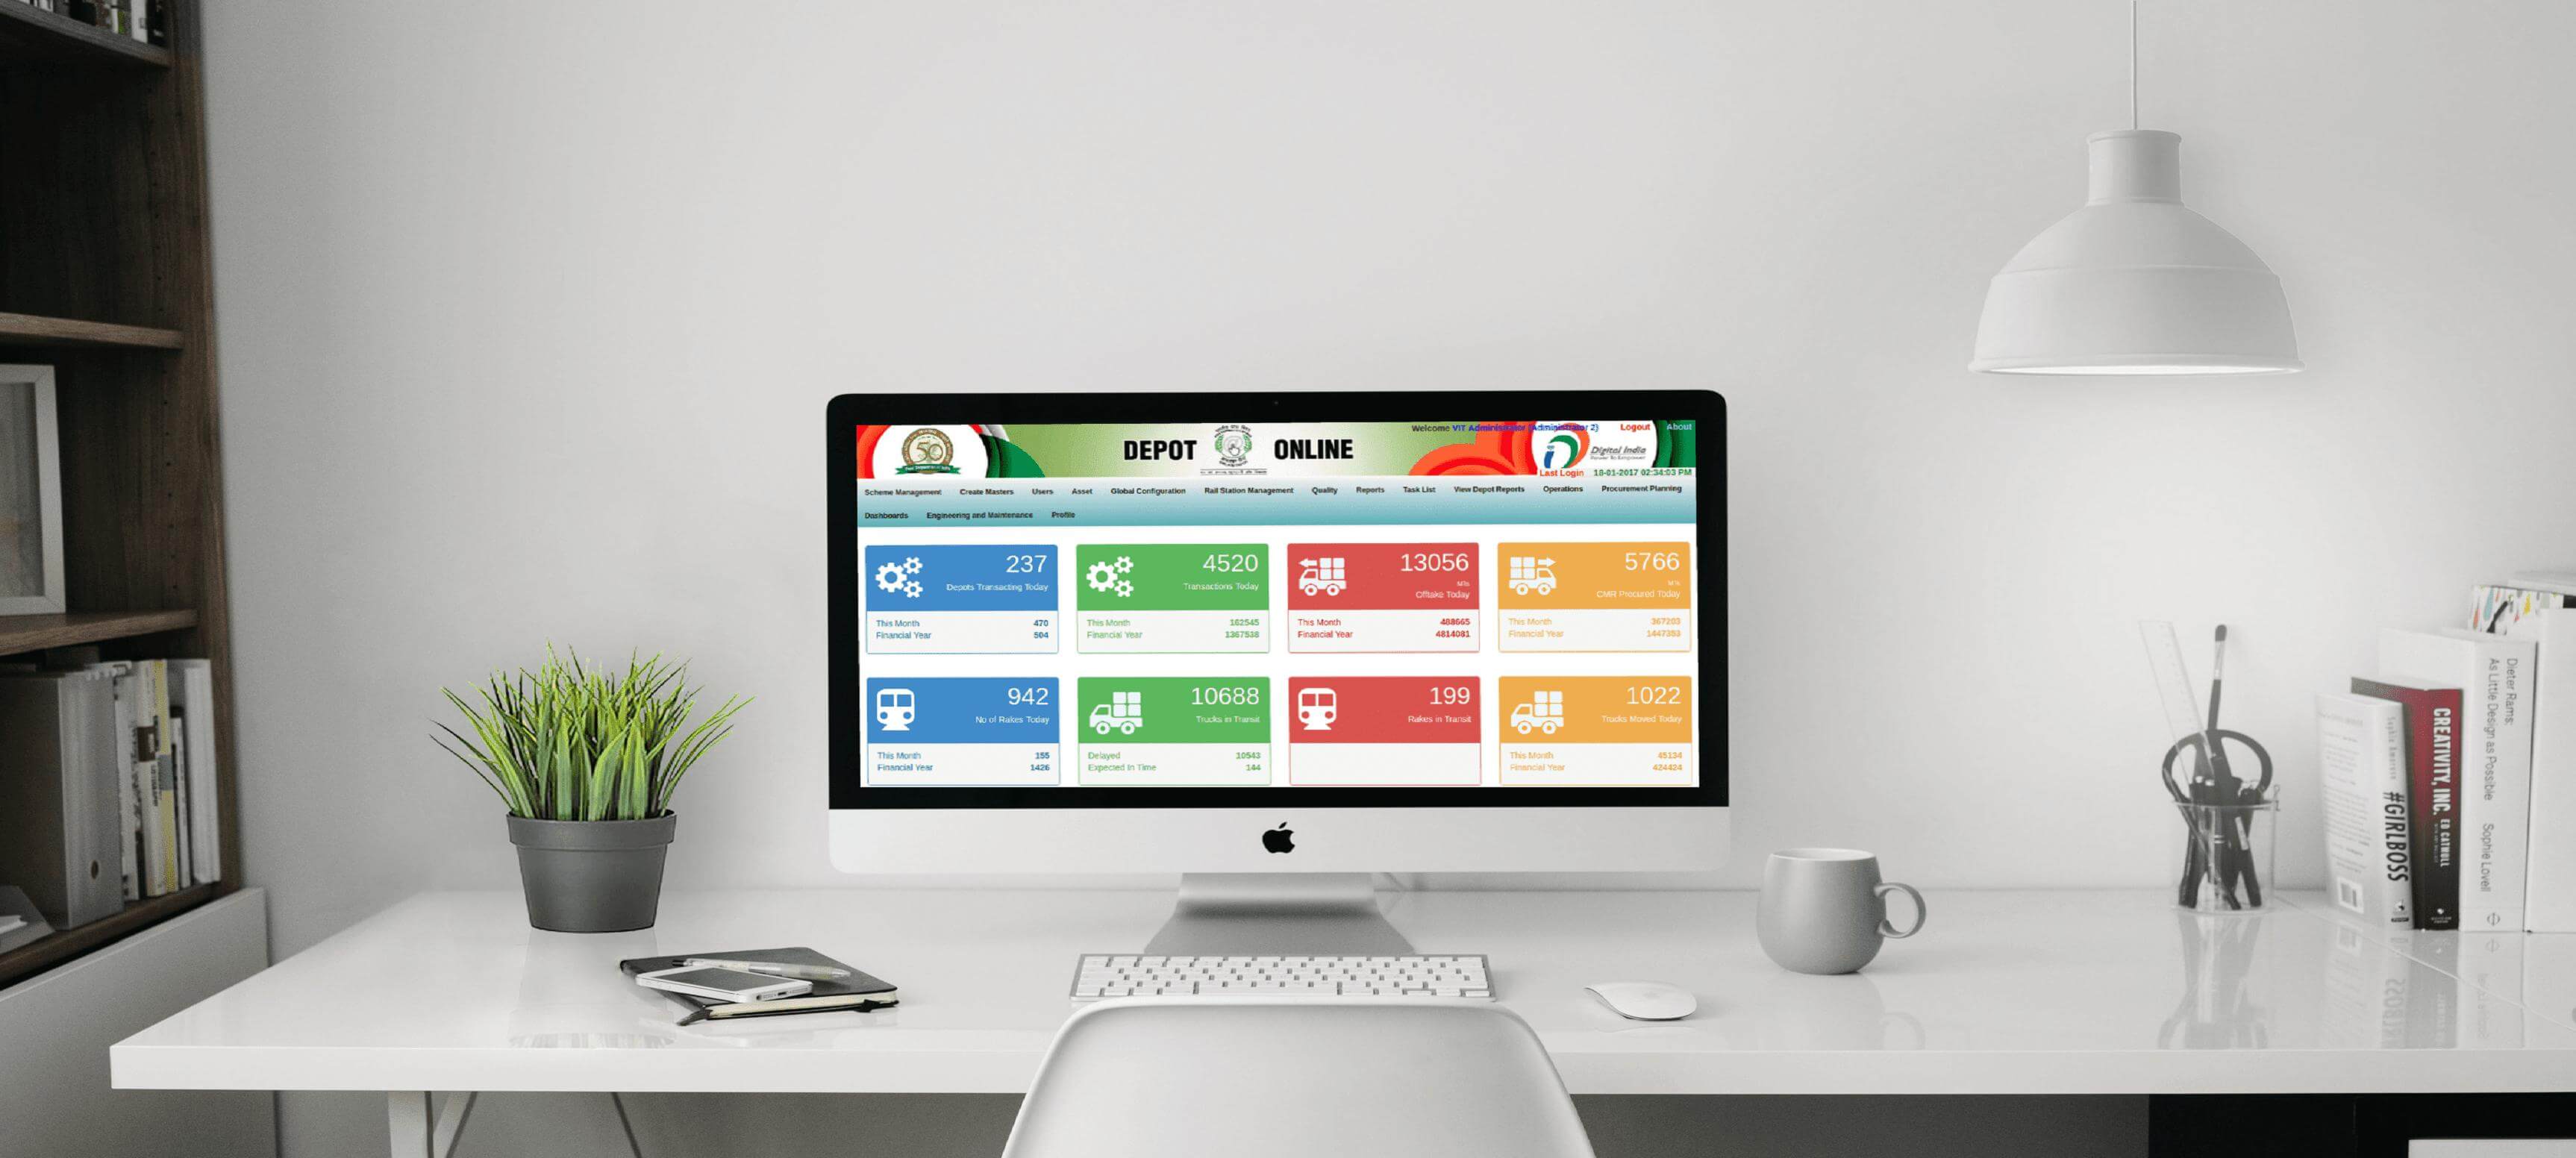 Welcome VIT Administrator (Administrator 2) Logout About
50
DEPOT ONLINE
Digital India
Power To Empower
Last Login 18-01-2017 02:34:03 PM
Scheme Management Create Masters Users Asset Global Configuration Rail Station Management Quality Reports Task List View Depot Reports Operations Procurement Planning
Dashboards Engineering and Maintenance Profile
237
Depots Transacting Today
This Month 470
Financial Year 504
4520
Transactions Today
This Month 162545
Financial Year 1367538
13056
MTs
Offtake Today
This Month 488665
Financial Year 4814081
5766
MTs
CMR Procured Today
This Month 367203
Financial Year 1447353
942
No of Rakes Today
This Month 155
Financial Year 1426
10688
Trucks in Transit
Delayed 10543
Expected In Time 144
199
Rakes in Transit
1022
Trucks Moved Today
This Month 45134
Financial Year 424424
#GIRLBOSS
CREATIVITY, INC. ED CATMULL
Dieter Rams:
As Little Design as Possible Sophie Lovell